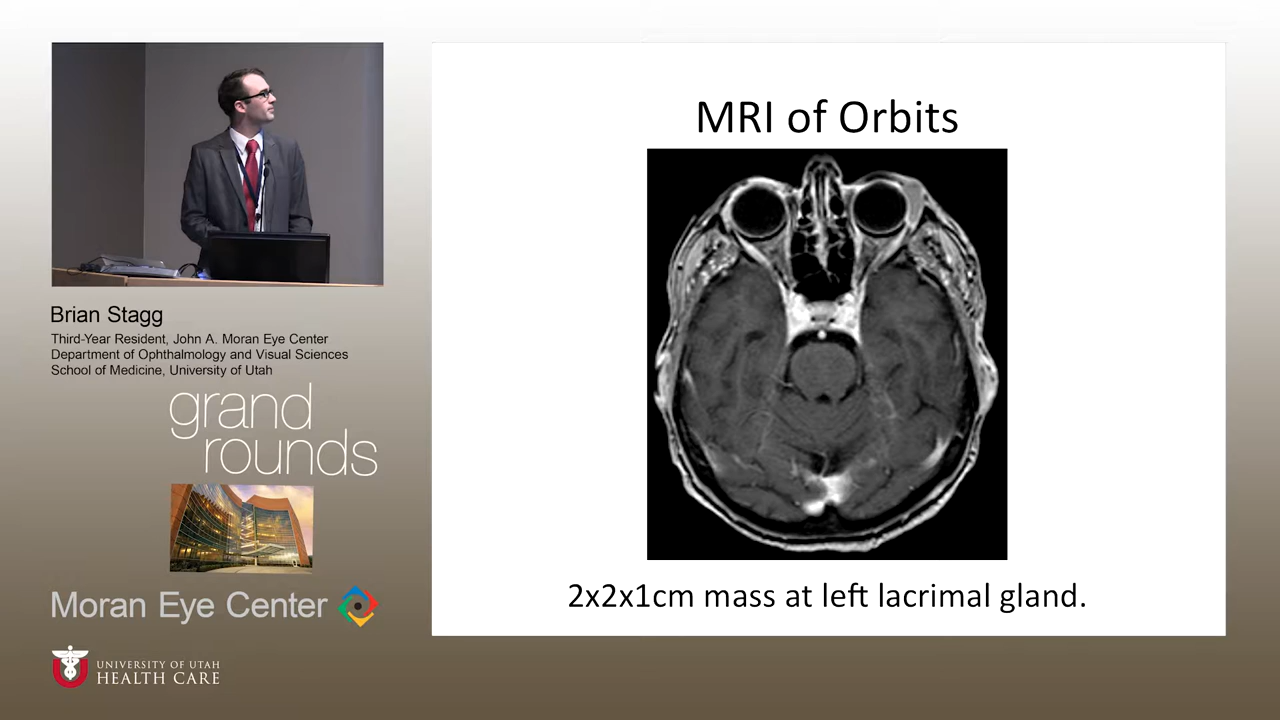 MRI of Orbits
2x2x1cm mass at left lacrimal gland.
Brian Stagg
Third-Year Resident, John A. Moran Eye Center
Department of Ophthalmology and Visual Sciences
School of Medicine, University of Utah
grand
rounds
Moran Eye Center
UNIVERSITY OF UTAH
HEALTH CARE